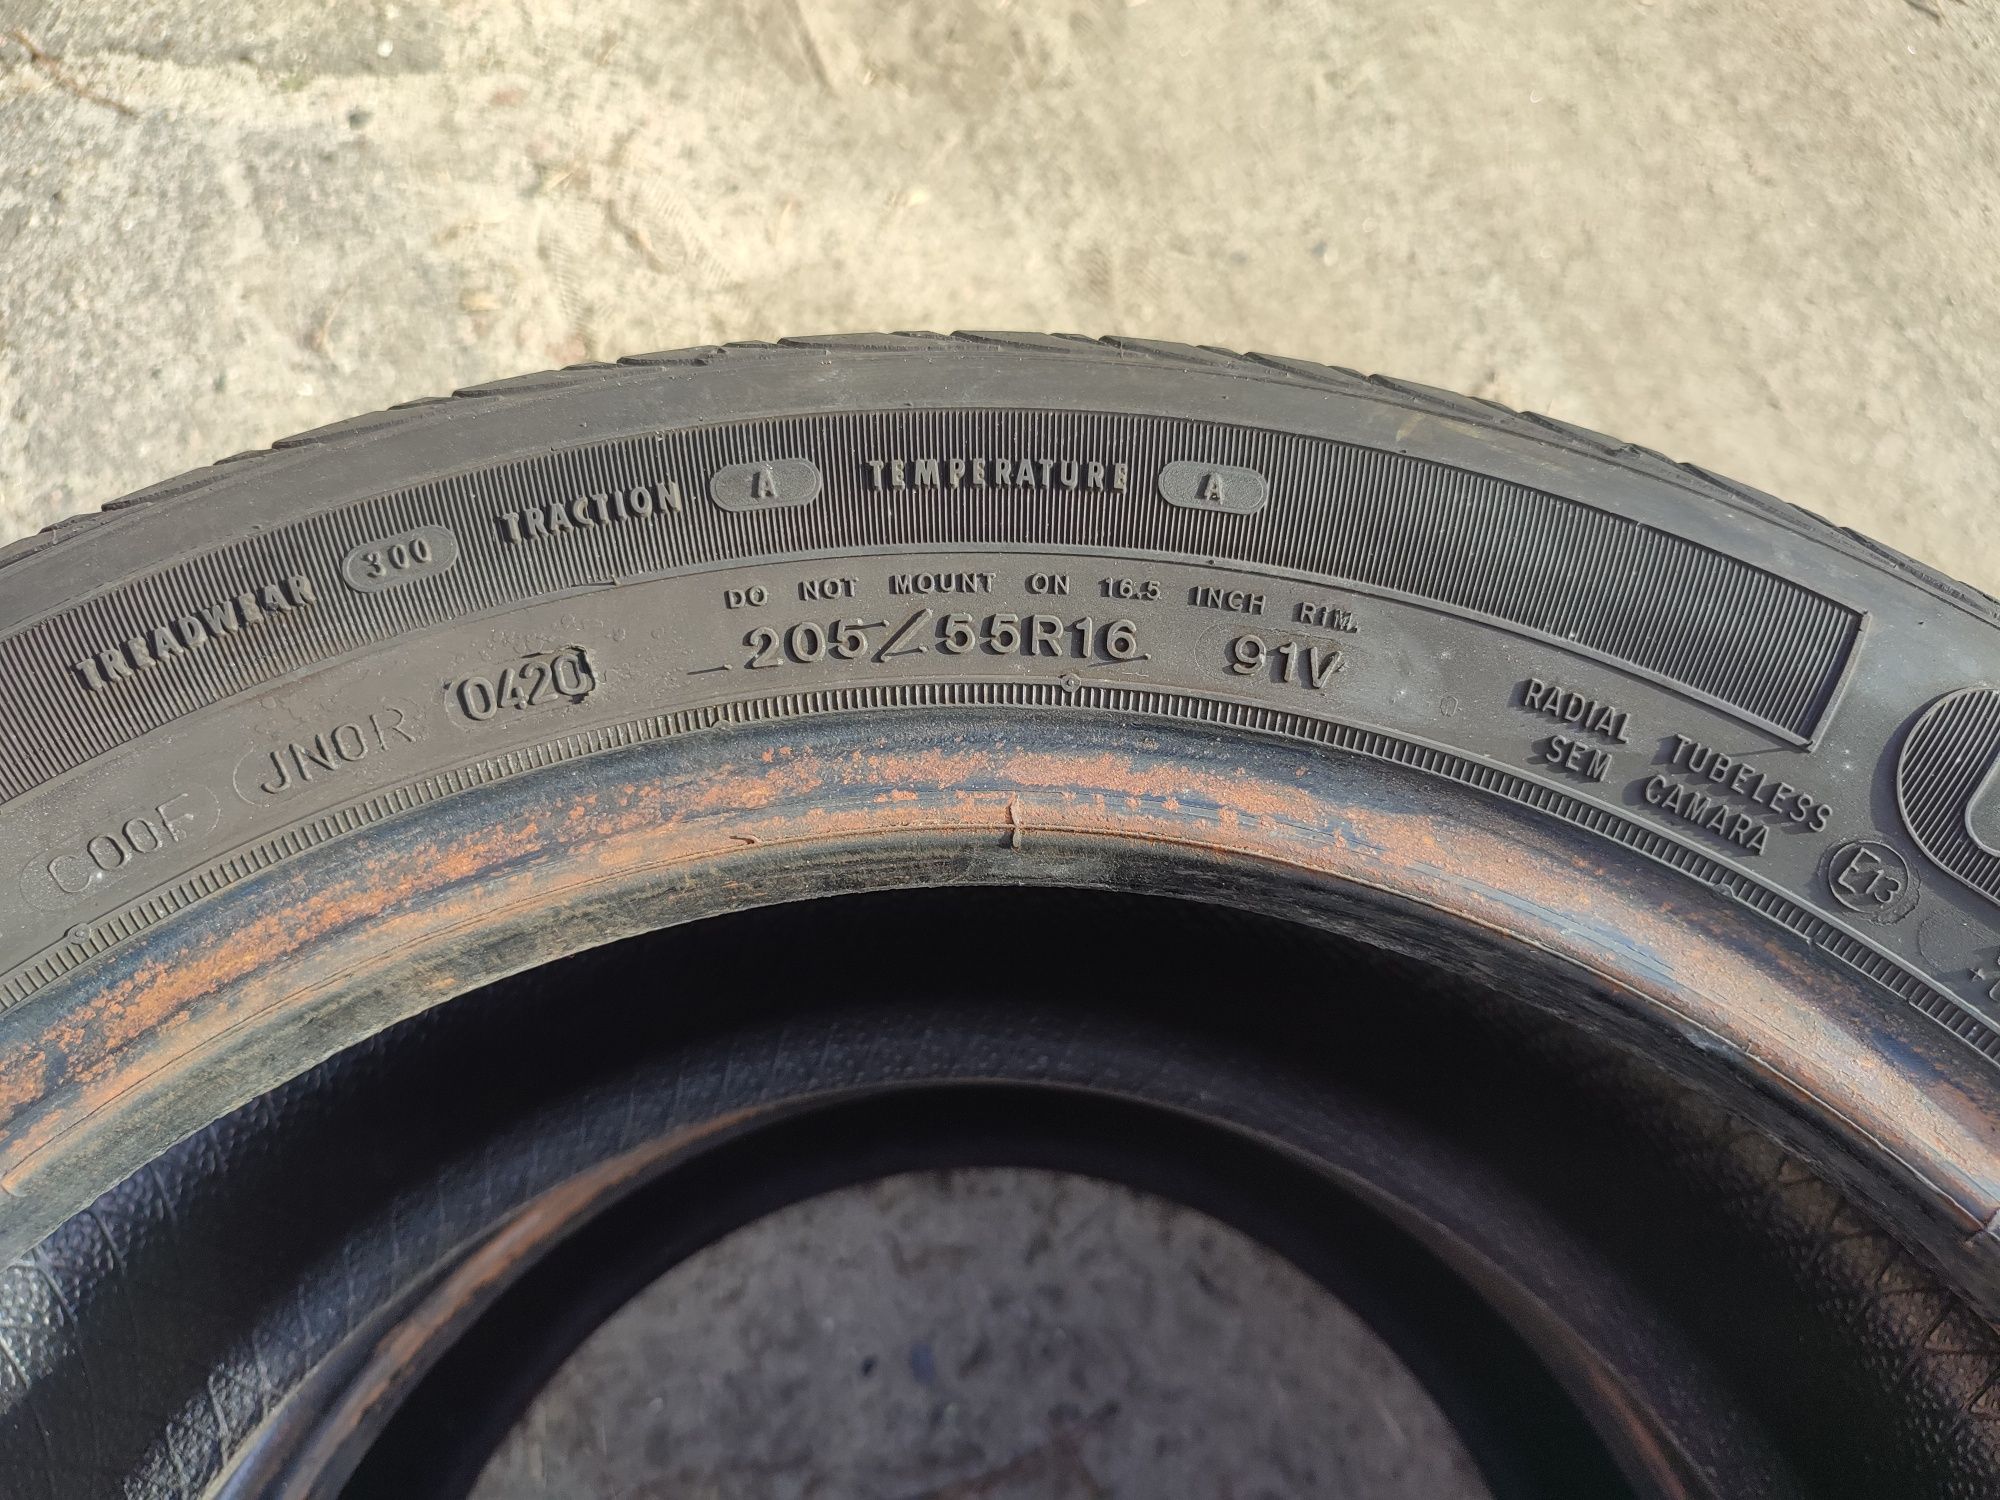 TREADWEAR 300 TRACTION A TEMPERATURE A
DO NOT MOUNT ON 16.5 INCH RIM.
C00F JN0R 0420 205/55R16 91V
RADIAL TUBELESS
SEM CAMARA
E13